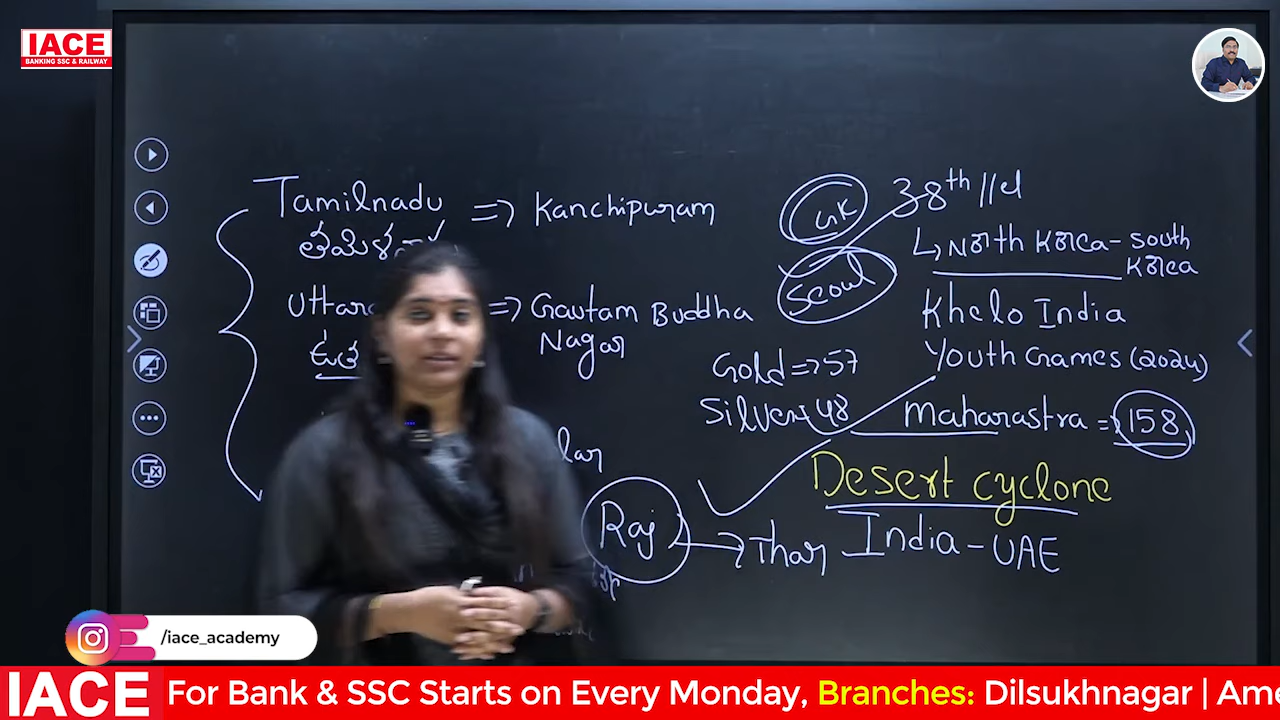 IACE
BANKING SSC & RAILWAY
Tamilnadu => Kanchipuram
=> Gautam Buddha
Nagar
38th //el
↳ North Korea - South
Korea
Seoul
Khelo India
Youth Games (2024)
Gold => 57
Silver => 48
Maharastra => 158
Desert cyclone
India - UAE
Raj → Thar
/iace_academy
IACE For Bank & SSC Starts on Every Monday, Branches: Dilsukhnagar | Ame